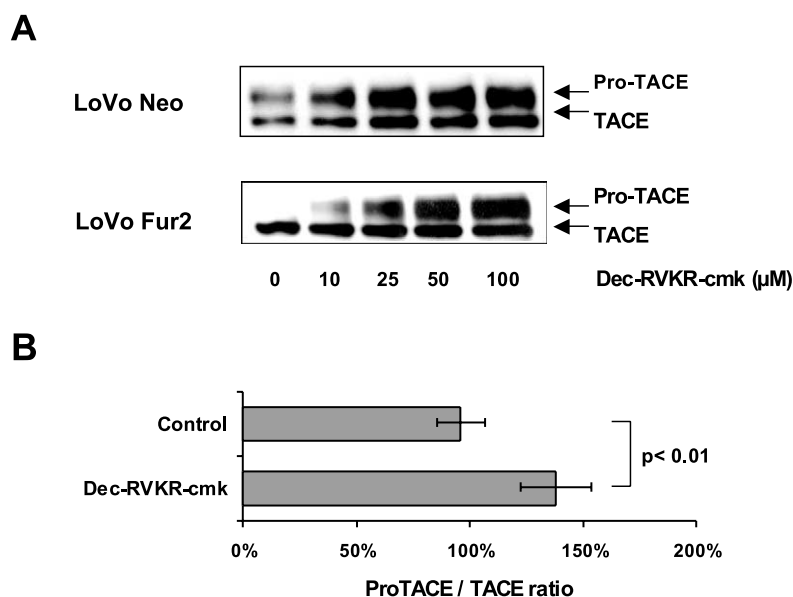 A
LoVo Neo
Pro-TACE
TACE
LoVo Fur2
Pro-TACE
TACE
0 10 25 50 100 Dec-RVKR-cmk (µM)
B
Control
Dec-RVKR-cmk
p< 0.01
0% 50% 100% 150% 200%
ProTACE / TACE ratio